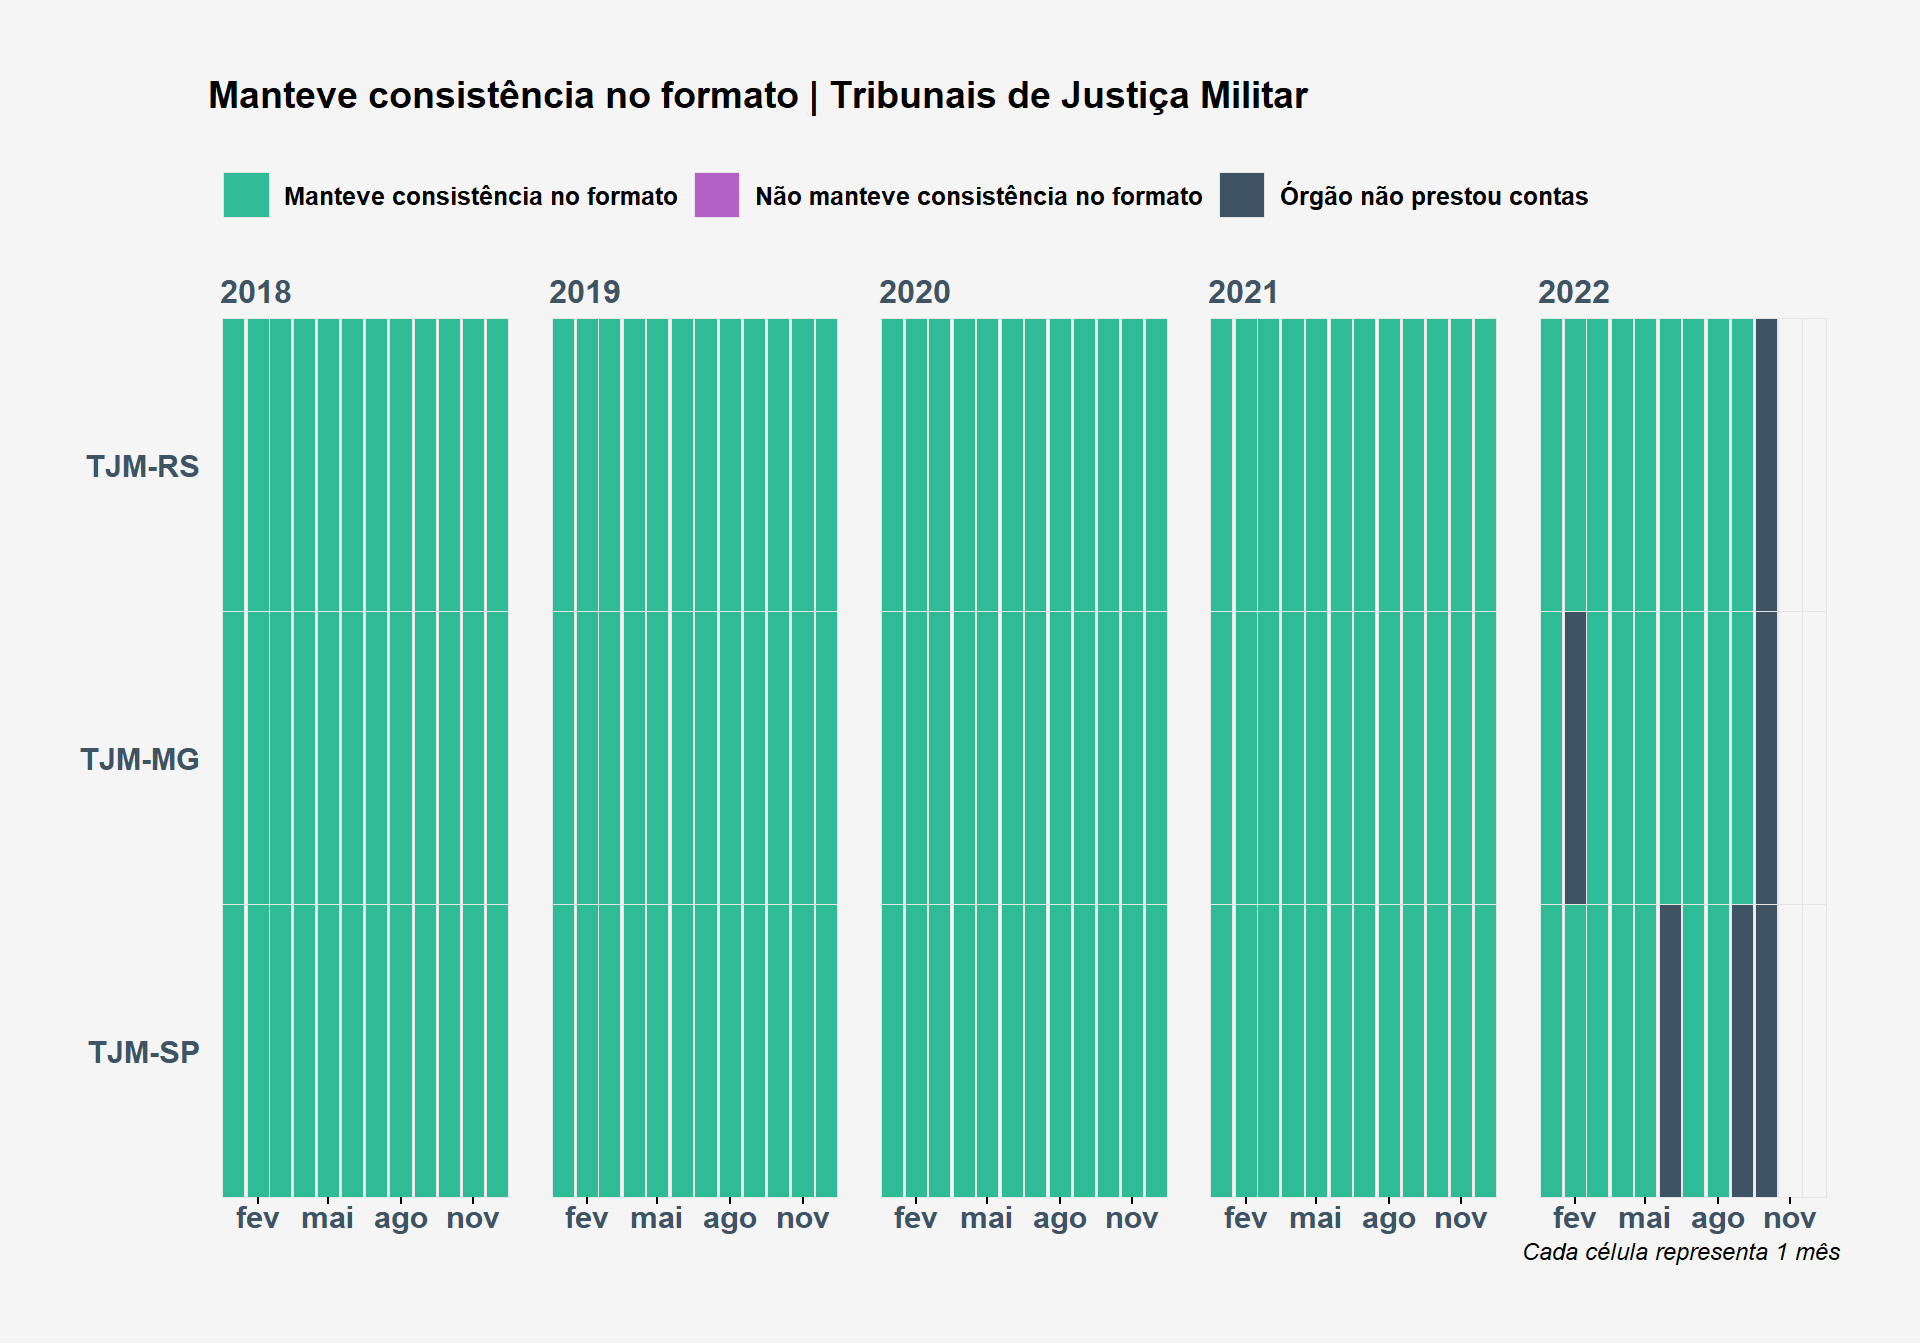 Manteve consistência no formato | Tribunais de Justiça Militar
Manteve consistência no formato Não manteve consistência no formato Órgão não prestou contas
2018 2019 2020 2021 2022
TJM-RS
TJM-MG
TJM-SP
fev mai ago nov fev mai ago nov fev mai ago nov fev mai ago nov fev mai ago nov
Cada célula representa 1 mês